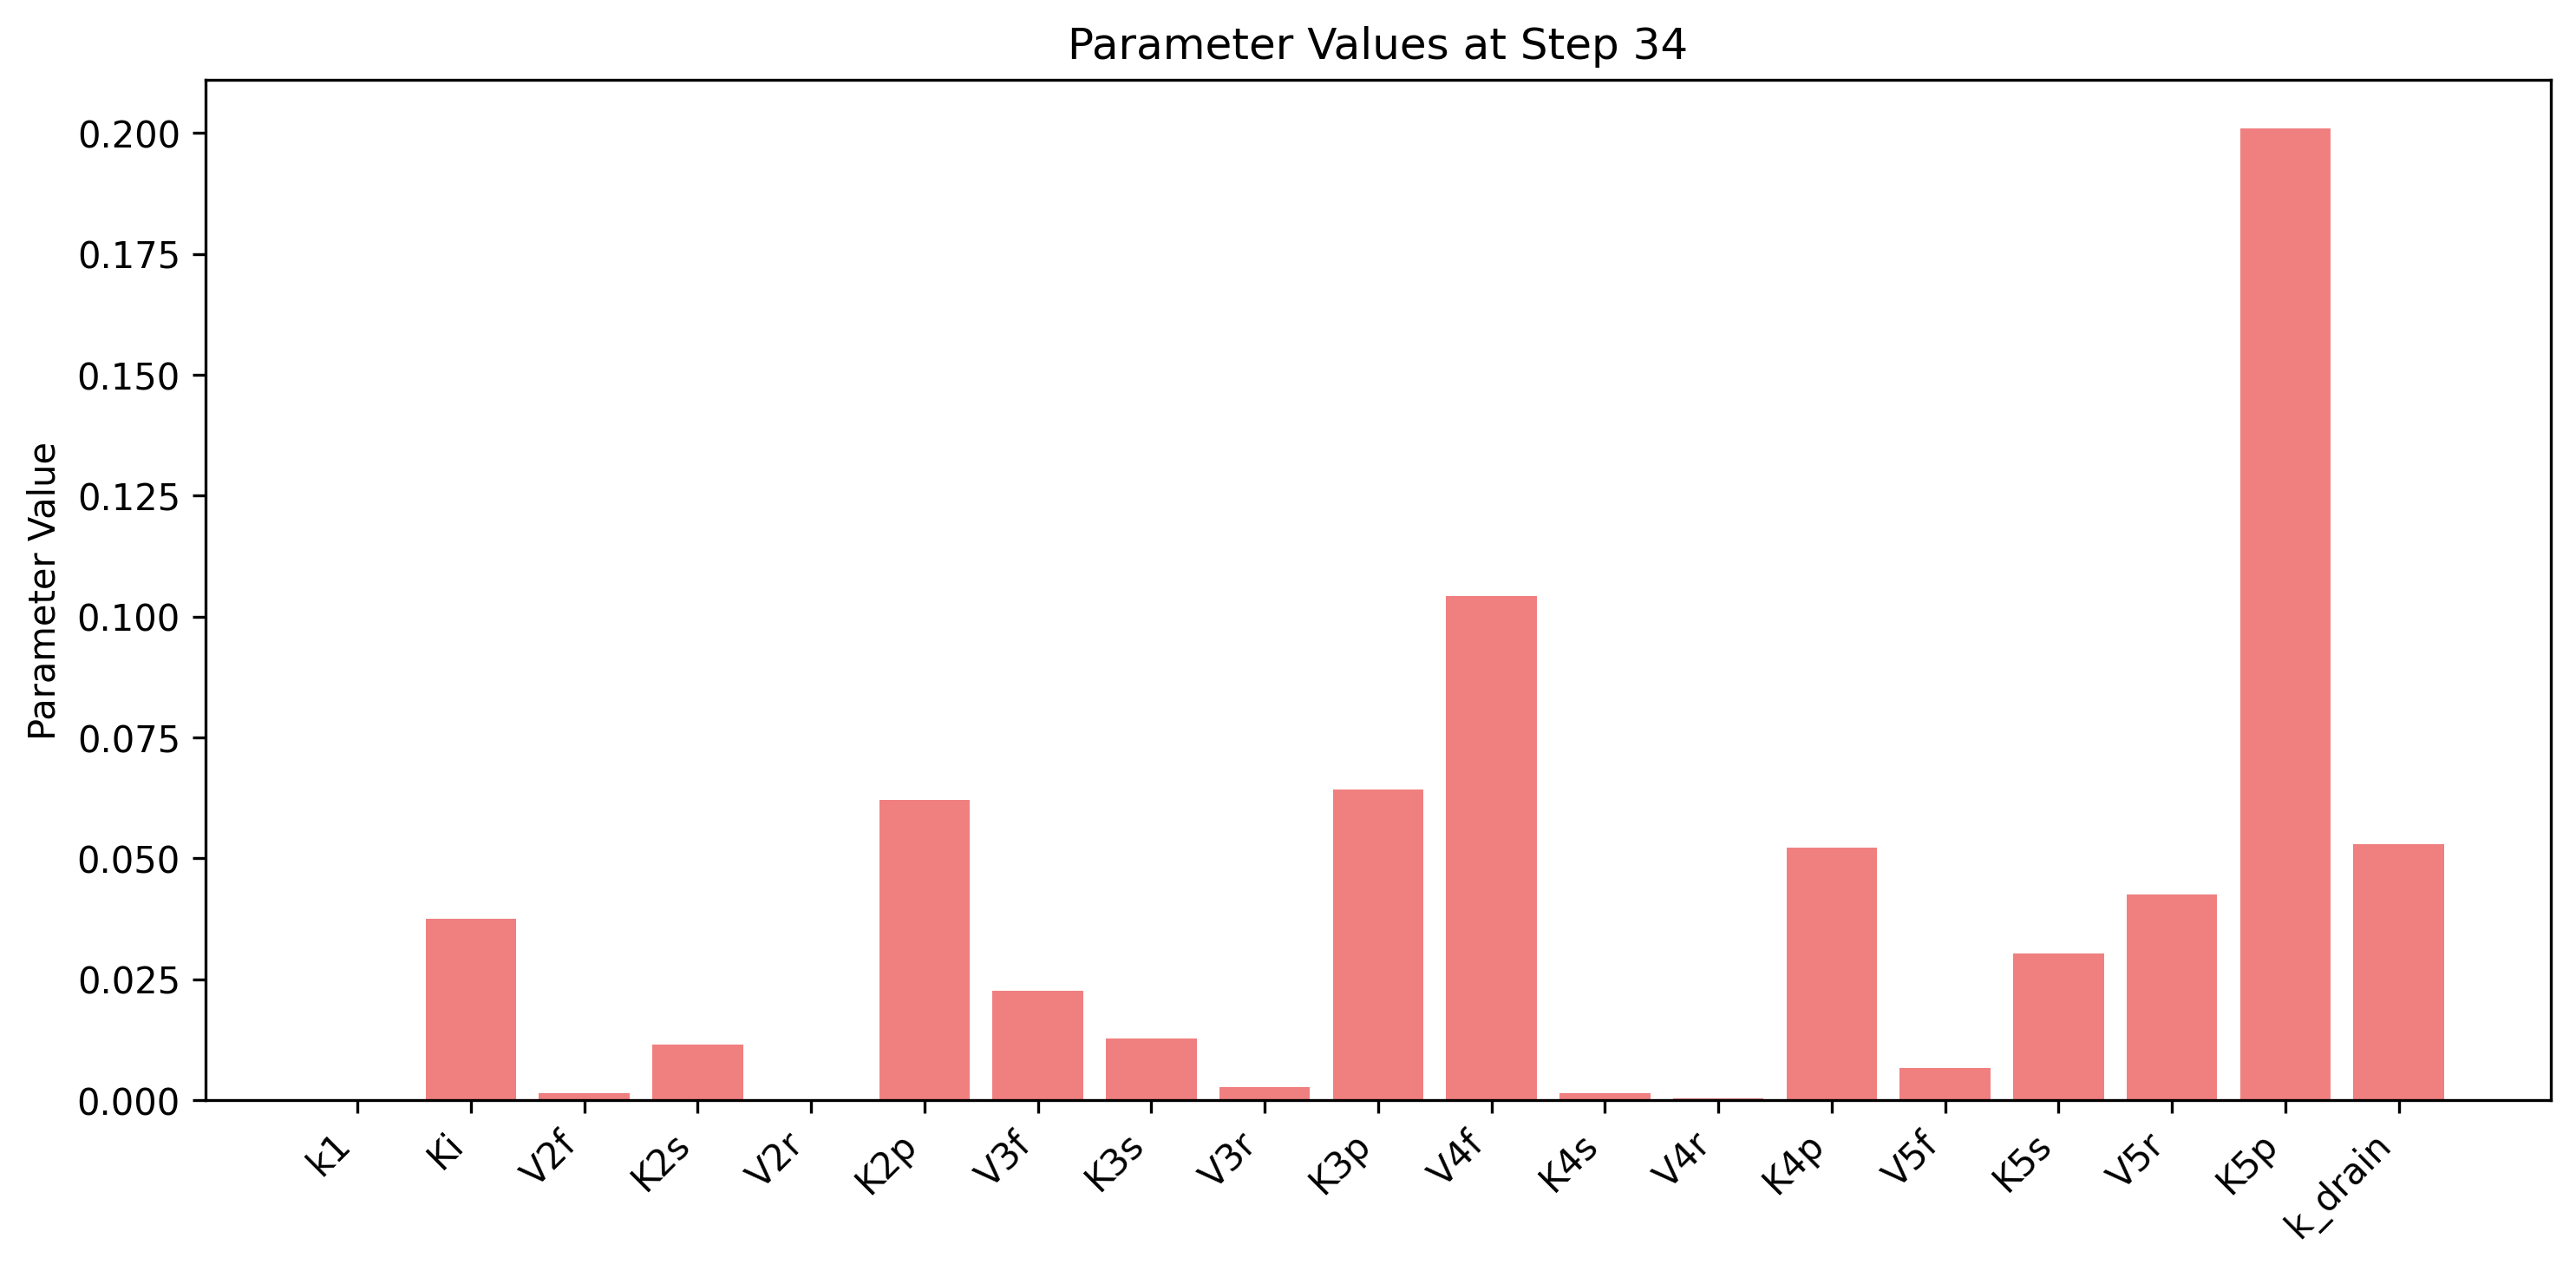 Parameter Values at Step 34
Parameter Value
0.200
0.175
0.150
0.125
0.100
0.075
0.050
0.025
0.000
k1
Ki
V2f
K2s
V2r
K2p
V3f
K3s
V3r
K3p
V4f
K4s
V4r
K4p
V5f
K5s
V5r
K5p
k_drain